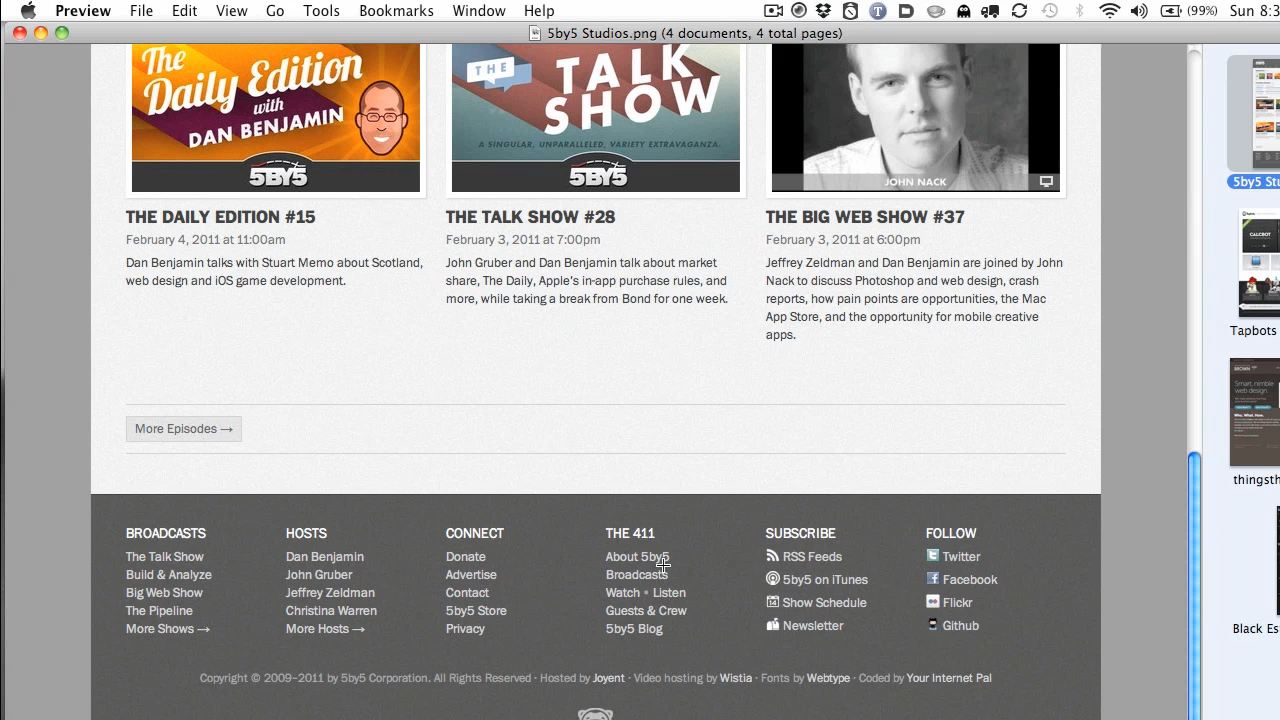 Preview File Edit View Go Tools Bookmarks Window Help (99%) Sun 8:3
5by5 Studios.png (4 documents, 4 total pages)
The
Daily Edition
with
DAN BENJAMIN
5BY5
THE TALK
SHOW
A SINGULAR, UNPARALLELED, VARIETY EXTRAVAGANZA.
5BY5
JOHN NACK
THE DAILY EDITION #15
February 4, 2011 at 11:00am
Dan Benjamin talks with Stuart Memo about Scotland,
web design and iOS game development.
THE TALK SHOW #28
February 3, 2011 at 7:00pm
John Gruber and Dan Benjamin talk about market
share, The Daily, Apple's in-app purchase rules, and
more, while taking a break from Bond for one week.
THE BIG WEB SHOW #37
February 3, 2011 at 6:00pm
Jeffrey Zeldman and Dan Benjamin are joined by John
Nack to discuss Photoshop and web design, crash
reports, how pain points are opportunities, the Mac
App Store, and the opportunity for mobile creative
apps.
More Episodes →
BROADCASTS
The Talk Show
Build & Analyze
Big Web Show
The Pipeline
More Shows →
HOSTS
Dan Benjamin
John Gruber
Jeffrey Zeldman
Christina Warren
More Hosts →
CONNECT
Donate
Advertise
Contact
5by5 Store
Privacy
THE 411
About 5by5
Broadcasts
Watch • Listen
Guests & Crew
5by5 Blog
SUBSCRIBE
RSS Feeds
5by5 on iTunes
Show Schedule
Newsletter
FOLLOW
Twitter
Facebook
Flickr
Github
Copyright © 2009–2011 by 5by5 Corporation. All Rights Reserved · Hosted by Joyent · Video hosting by Wistia · Fonts by Webtype · Coded by Your Internet Pal
5by5 Stu
CALCBOT
Tapbots
BROWN
Smart, nimble
web design
Who. What. How.
thingsth
Black Es